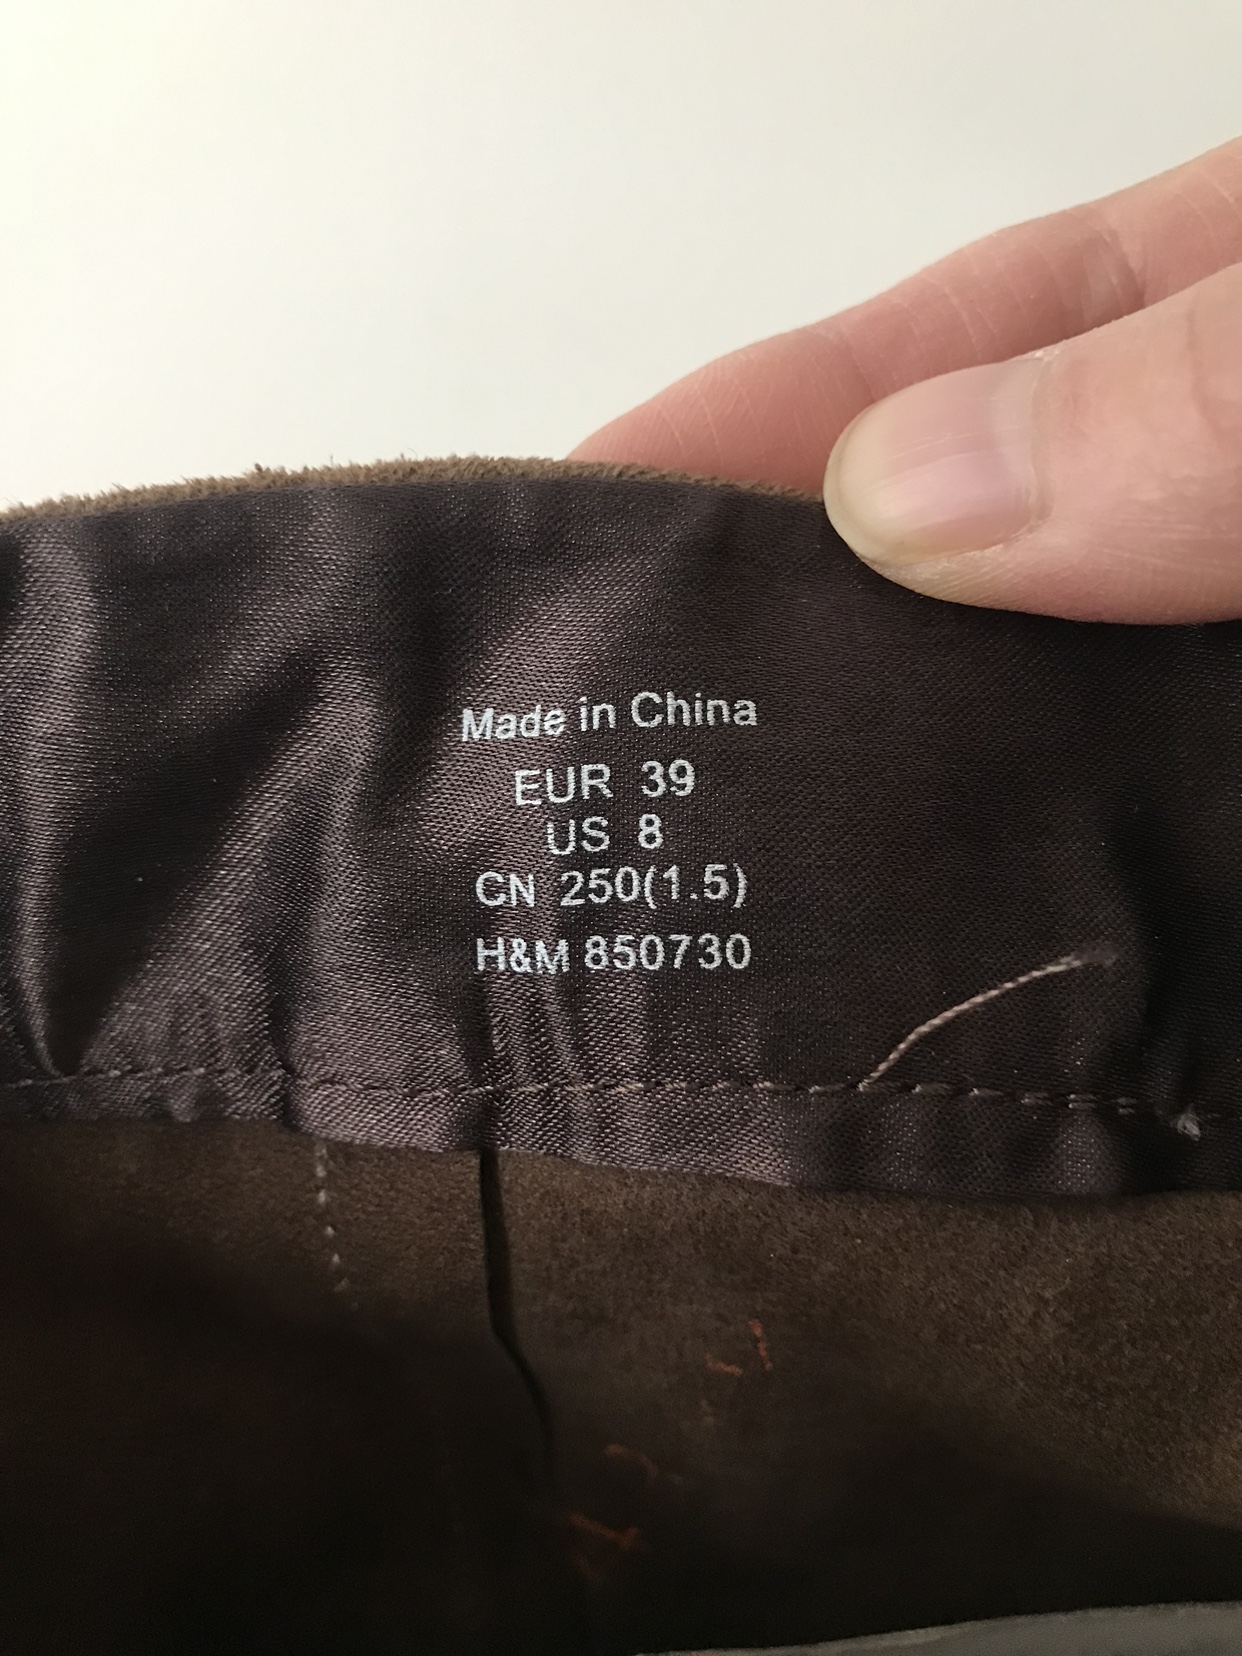 Made in China
EUR 39
US 8
CN 250(1.5)
H&M 850730